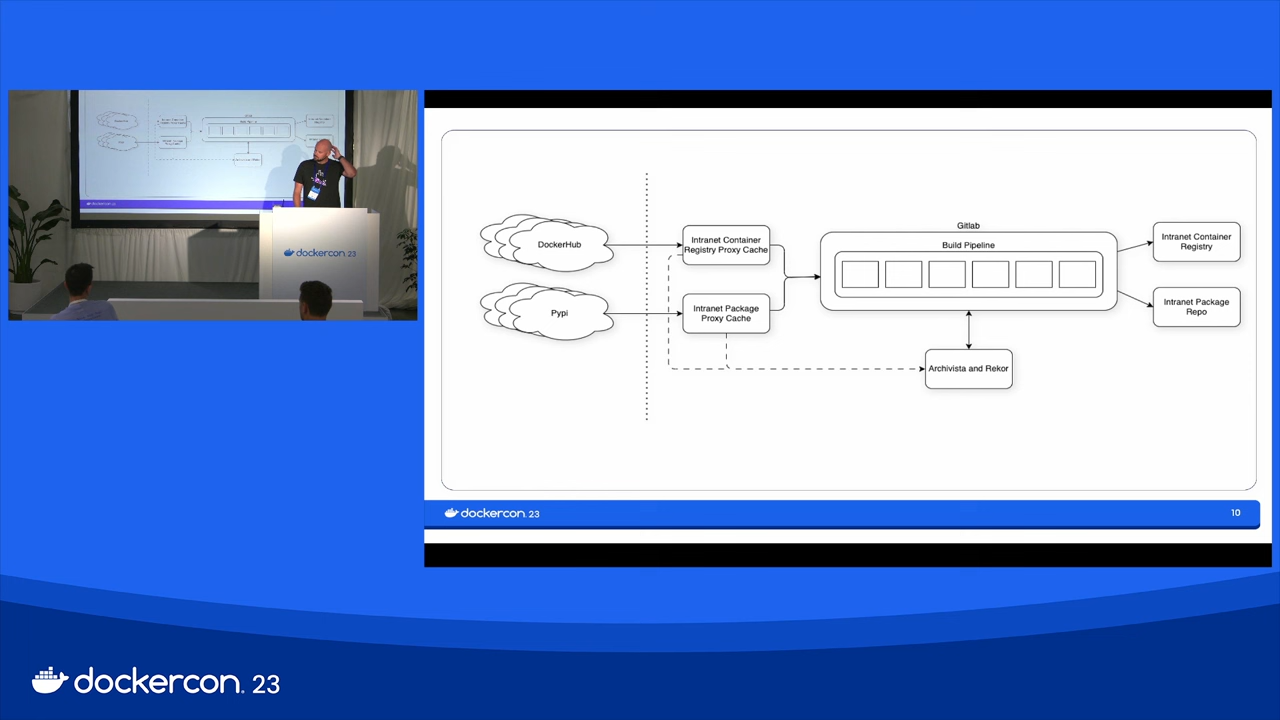 dockercon 23
DockerHub
Pypi
Intranet Container
Registry Proxy Cache
Intranet Package
Proxy Cache
Gitlab
Build Pipeline
Archivista and Rekor
Intranet Container
Registry
Intranet Package
Repo
dockercon. 23
10
dockercon. 23